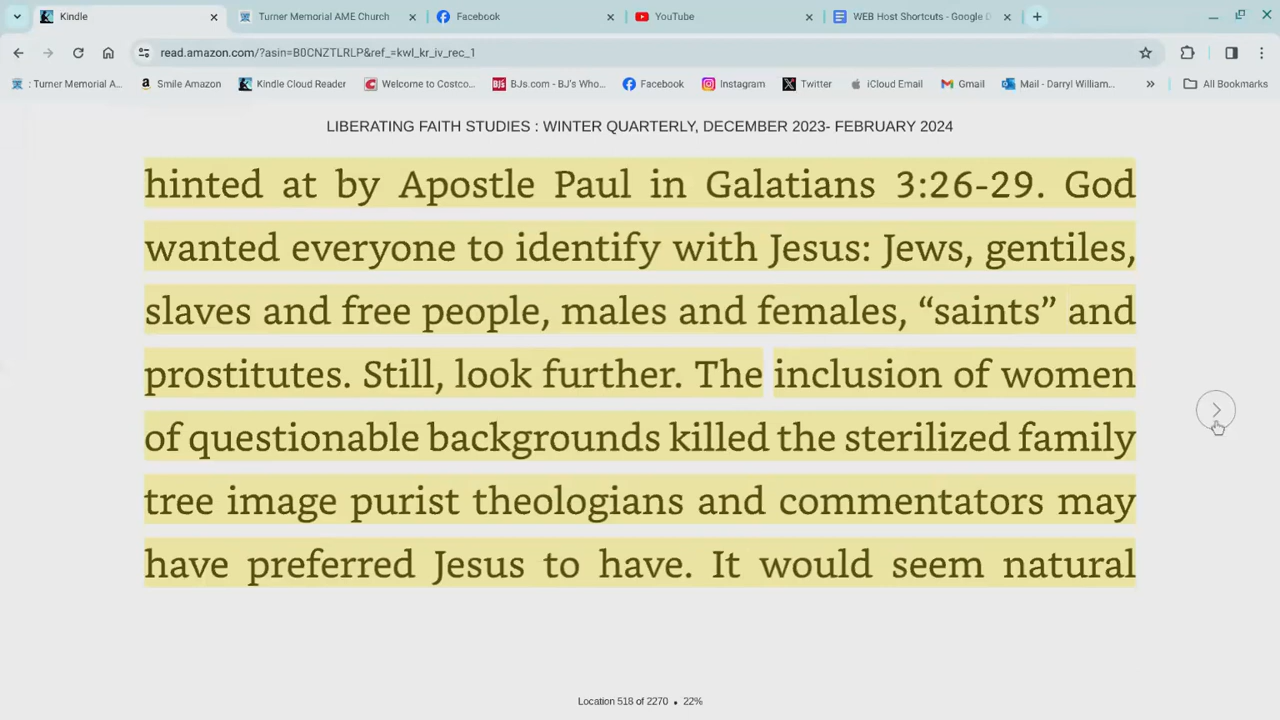 Kindle
Turner Memorial AME Church
Facebook
YouTube
WEB Host Shortcuts - Google D
read.amazon.com/?asin=B0CNZTLRLP&ref_=kwl_kr_iv_rec_1
: Turner Memorial A...
Smile Amazon
Kindle Cloud Reader
Welcome to Costco...
BJs.com - BJ's Who...
Facebook
Instagram
Twitter
iCloud Email
Gmail
Mail - Darryl William...
All Bookmarks
LIBERATING FAITH STUDIES : WINTER QUARTERLY, DECEMBER 2023- FEBRUARY 2024
hinted at by Apostle Paul in Galatians 3:26-29. God
wanted everyone to identify with Jesus: Jews, gentiles,
slaves and free people, males and females, “saints” and
prostitutes. Still, look further. The inclusion of women
of questionable backgrounds killed the sterilized family
tree image purist theologians and commentators may
have preferred Jesus to have. It would seem natural
Location 518 of 2270 • 22%